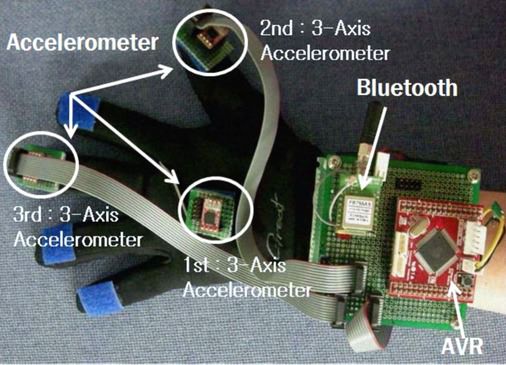 2nd : 3-Axis
Accelerometer
Accelerometer
Bluetooth
3rd : 3-Axis
Accelerometer
1st : 3-Axis
Accelerometer
AVR